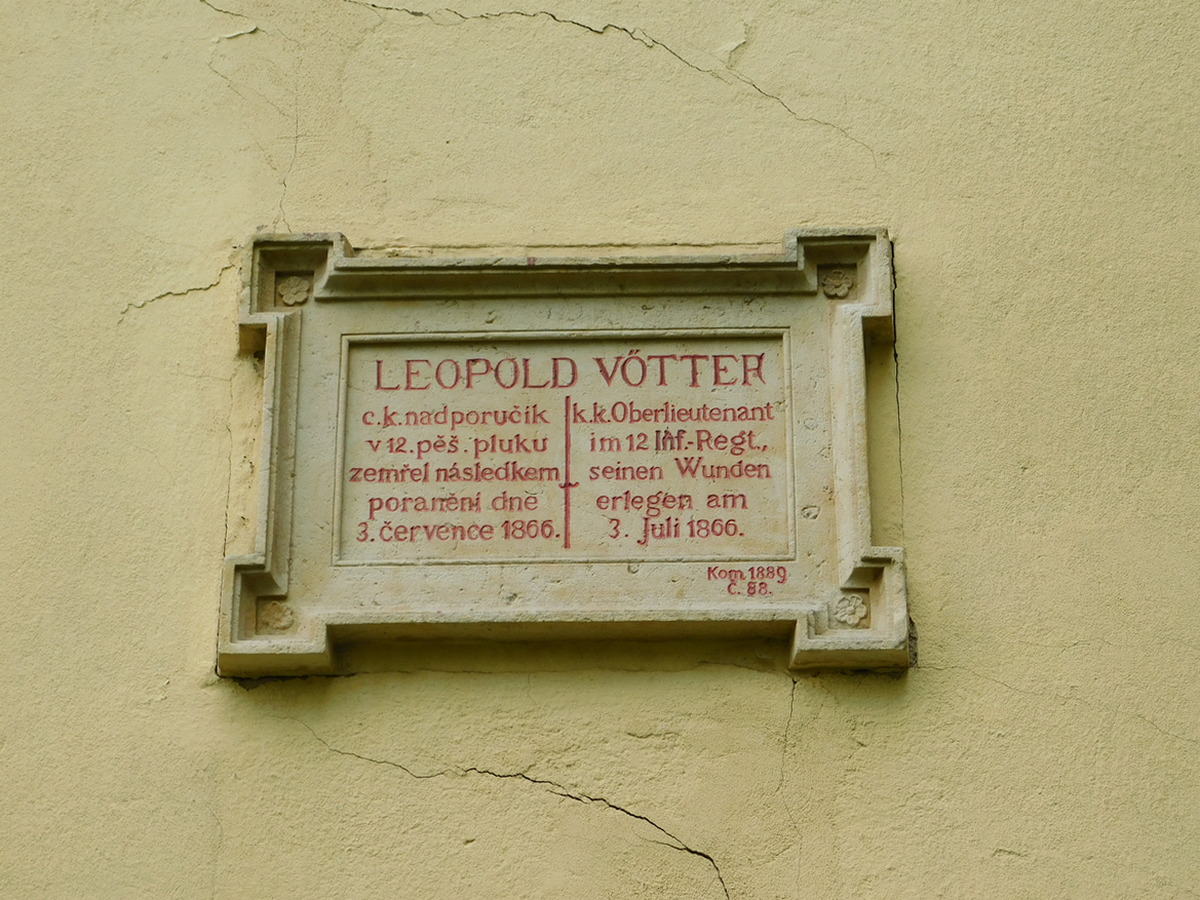 LEOPOLD VŐTTER
c.k.nadporučik
v 12.pěš.pluku
zemřel následkem
poranění dne
3.července 1866.
k.k.Oberlieutenant
im 12 Inf.-Regt.,
seinen Wunden
erlegen am
3. Juli 1866.
Kom 1889
č. 88.